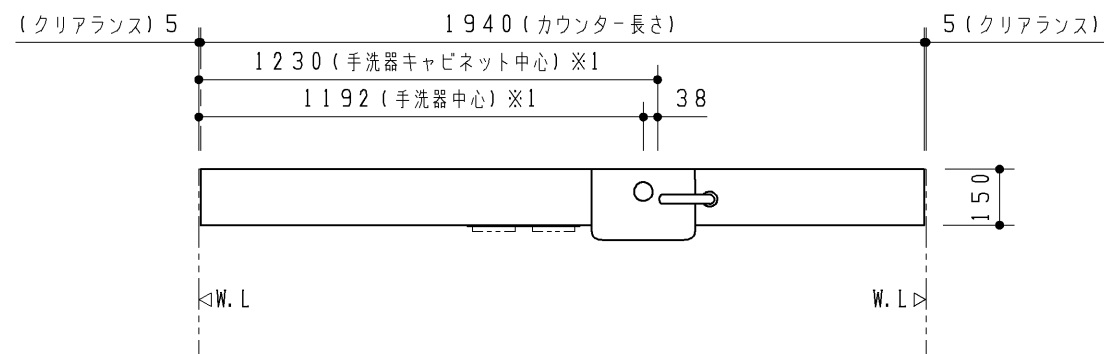 (クリアランス) 5
1940(カウンター長さ)
5(クリアランス)
1230(手洗器キャビネット中心)※1
1192(手洗器中心)※1
38
150
W.L
W.L